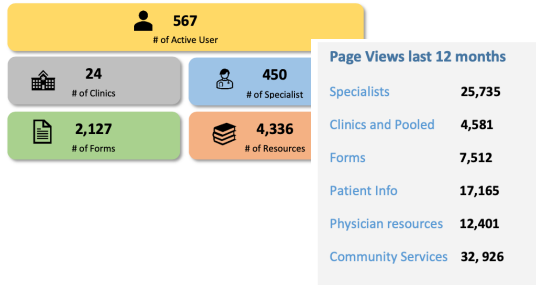 567
# of Active User
24
# of Clinics
450
# of Specialist
2,127
# of Forms
4,336
# of Resources
Page Views last 12 months
Specialists 25,735
Clinics and Pooled 4,581
Forms 7,512
Patient Info 17,165
Physician resources 12,401
Community Services 32, 926